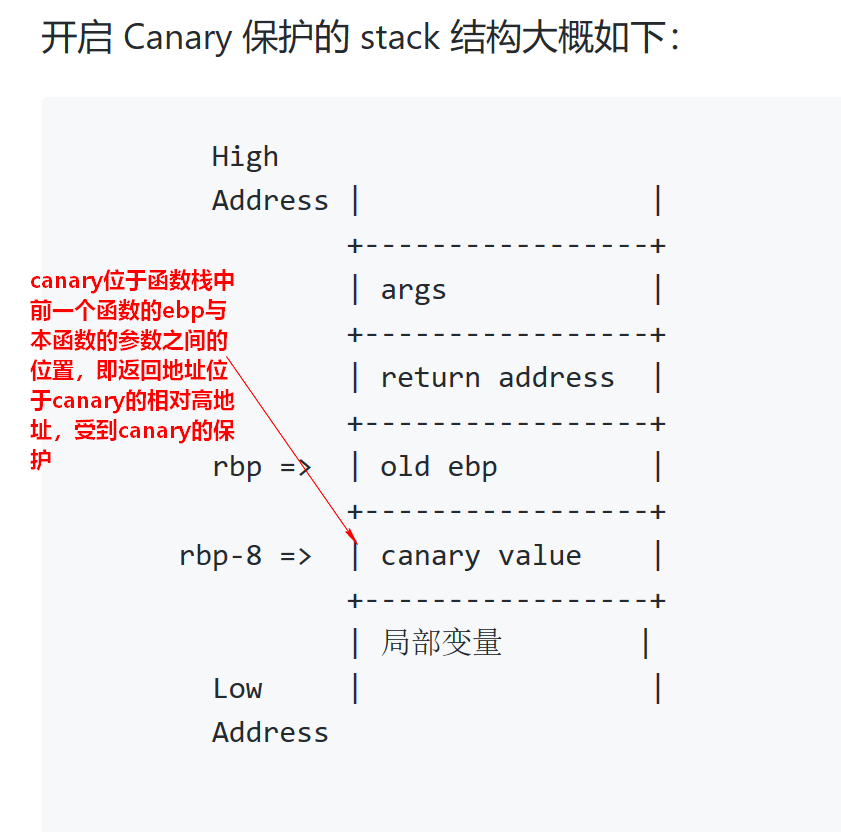 开启 Canary 保护的 stack 结构大概如下：
High
Address |                 |
+-----------------+
| args            |
+-----------------+
| return address  |
+-----------------+
rbp => | old ebp         |
+-----------------+
rbp-8 => | canary value    |
+-----------------+
| 局部变量        |
Low     |                 |
Address
canary位于函数栈中
前一个函数的ebp与
本函数的参数之间的
位置，即返回地址位
于canary的相对高地
址，受到canary的保
护